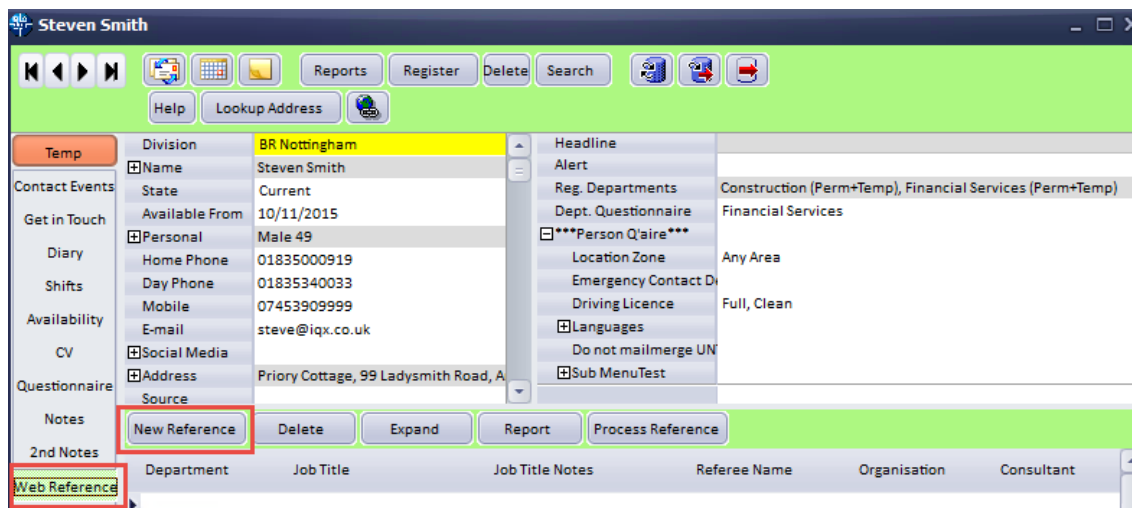 Steven Smith
Reports Register Delete Search
Help Lookup Address
Temp
Contact Events
Get in Touch
Diary
Shifts
Availability
CV
Questionnaire
Notes
2nd Notes
Web Reference
Division BR Nottingham
Name Steven Smith
State Current
Available From 10/11/2015
Personal Male 49
Home Phone 01835000919
Day Phone 01835340033
Mobile 07453909999
E-mail steve@iqx.co.uk
Social Media
Address Priory Cottage, 99 Ladysmith Road, A
Source
Headline
Alert
Reg. Departments Construction (Perm+Temp), Financial Services (Perm+Temp)
Dept. Questionnaire Financial Services
***Person Q'aire***
Location Zone Any Area
Emergency Contact De
Driving Licence Full, Clean
Languages
Do not mailmerge UNT
Sub MenuTest
New Reference Delete Expand Report Process Reference
Department Job Title Job Title Notes Referee Name Organisation Consultant